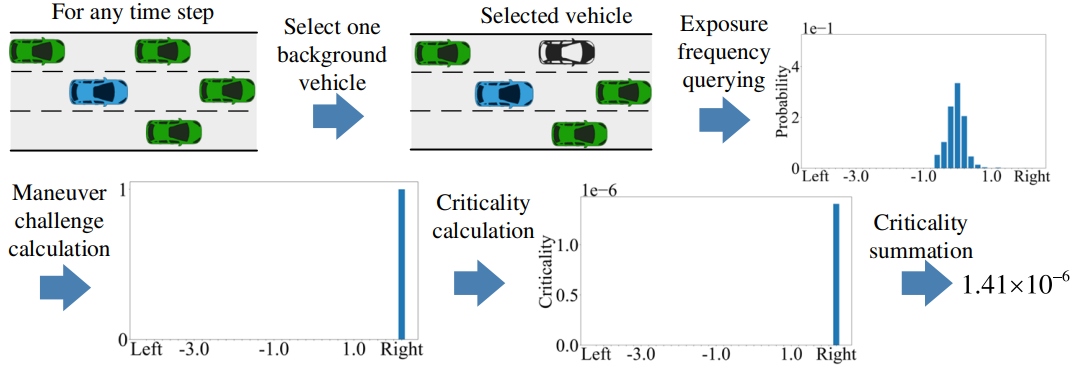 For any time step
Select one
background
vehicle
Selected vehicle
Exposure
frequency
querying
1e−1
Probability
4
2
0
Left -3.0 -1.0 1.0 Right
Maneuver
challenge
calculation
1
0
Left -3.0 -1.0 1.0 Right
Criticality
calculation
1e−6
Criticality
1.0
0.5
0.0
Left -3.0 -1.0 1.0 Right
Criticality
summation
1.41×10⁻⁶